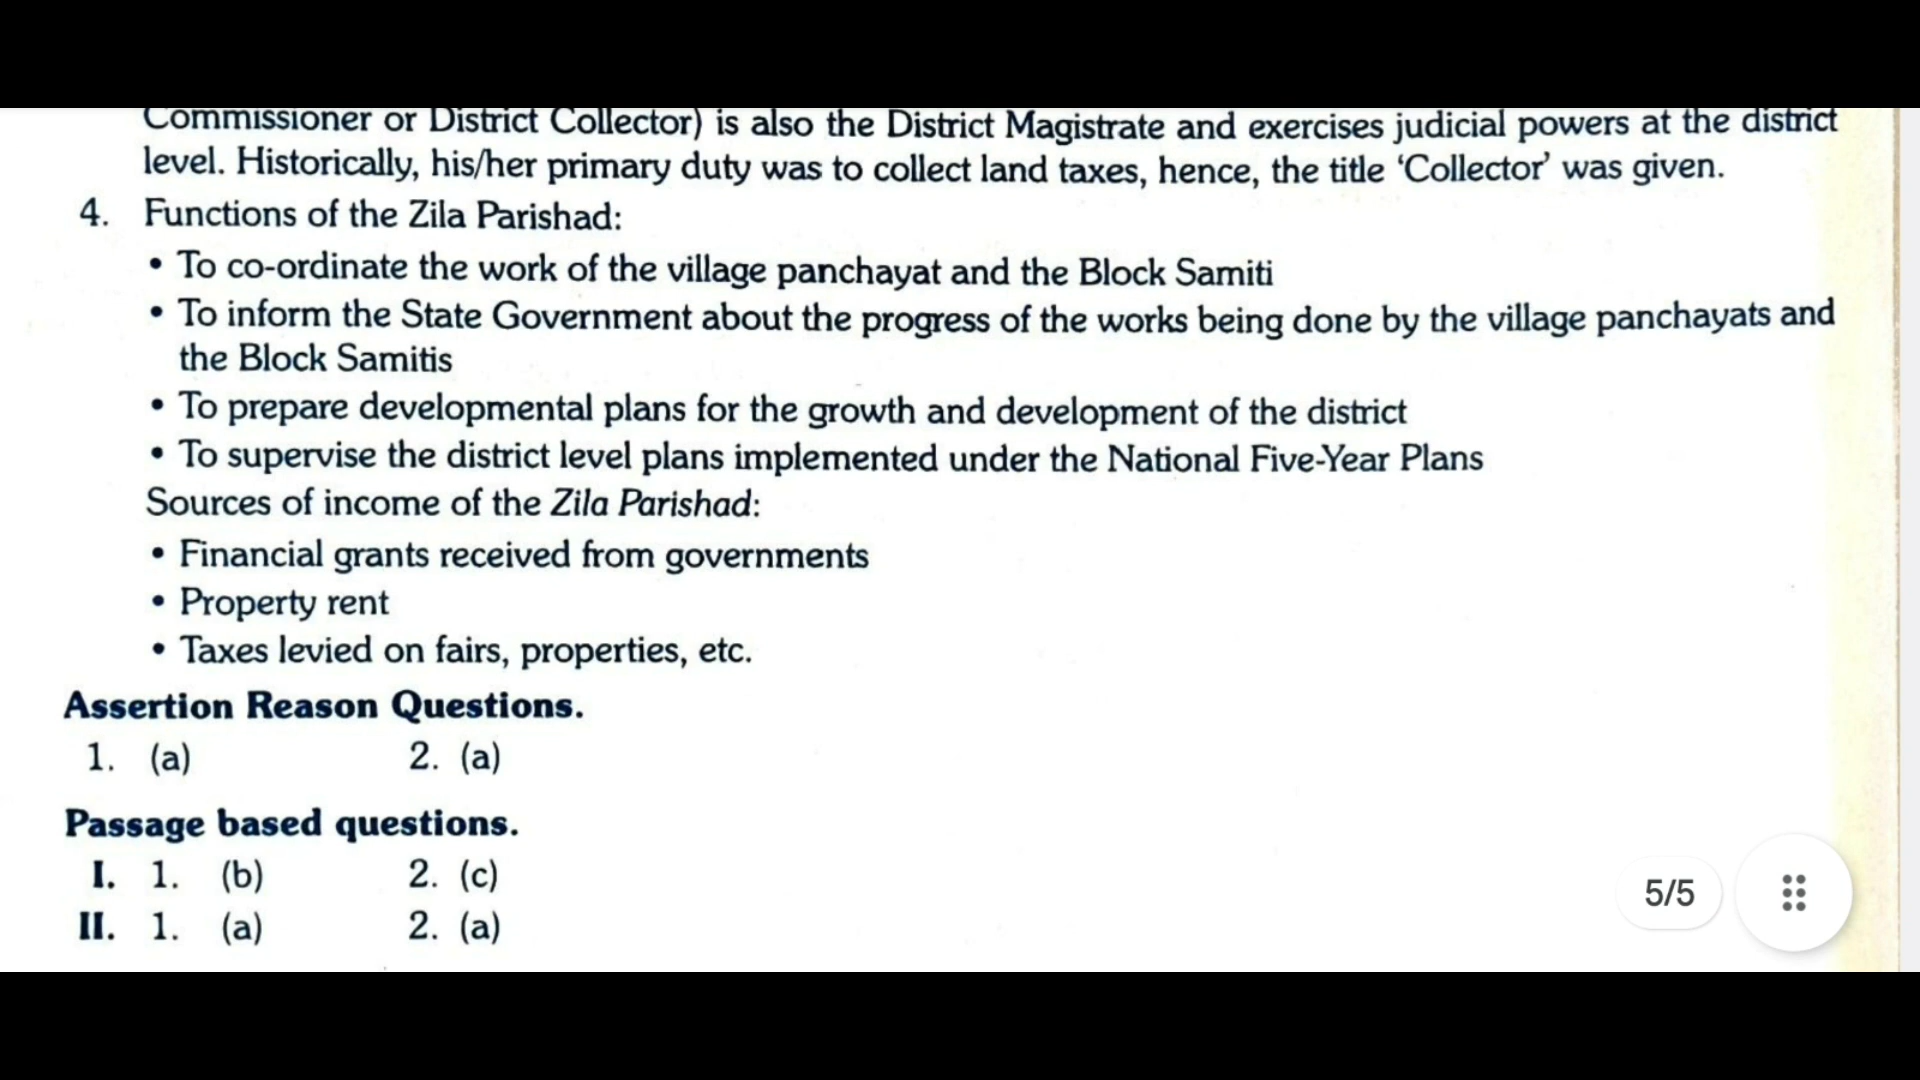 Commissioner or District Collector) is also the District Magistrate and exercises judicial powers at the district
level. Historically, his/her primary duty was to collect land taxes, hence, the title ‘Collector’ was given.
4. Functions of the Zila Parishad:
• To co-ordinate the work of the village panchayat and the Block Samiti
• To inform the State Government about the progress of the works being done by the village panchayats and
the Block Samitis
• To prepare developmental plans for the growth and development of the district
• To supervise the district level plans implemented under the National Five-Year Plans
Sources of income of the Zila Parishad:
• Financial grants received from governments
• Property rent
• Taxes levied on fairs, properties, etc.
Assertion Reason Questions.
1. (a) 2. (a)
Passage based questions.
I. 1. (b) 2. (c)
II. 1. (a) 2. (a)
5/5